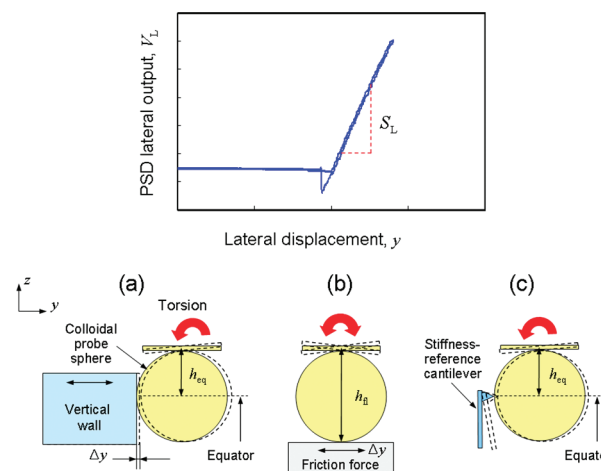 PSD lateral output, V_L
S_L
Lateral displacement, y
z
y
(a)
(b)
(c)
Torsion
Colloidal
probe
sphere
h_eq
Vertical
wall
Δy
Equator
h_fl
Δy
Friction force
Stiffness-
reference
cantilever
h_eq
Equato